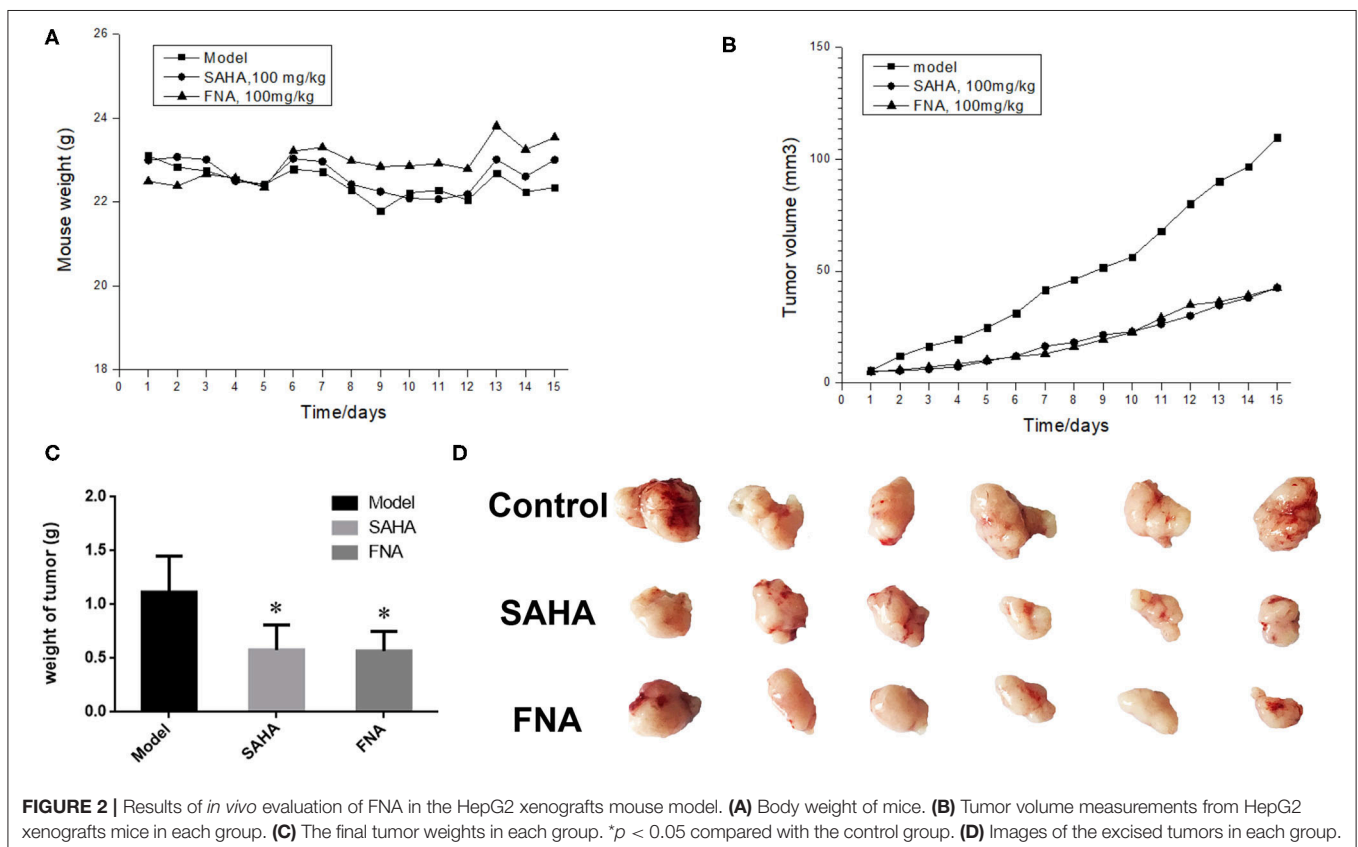 A
26
24
22
20
18
Mouse weight (g)
Model
SAHA,100 mg/kg
FNA, 100mg/kg
0 1 2 3 4 5 6 7 8 9 10 11 12 13 14 15
Time/days
B
150
100
50
0
Tumor volume (mm3)
model
SAHA, 100mg/kg
FNA, 100mg/kg
0 1 2 3 4 5 6 7 8 9 10 11 12 13 14 15
Time/days
C
2.0
1.5
1.0
0.5
0.0
weight of tumor (g)
Model
SAHA
FNA
* *
Model SAHA FNA
D
Control
SAHA
FNA
FIGURE 2 | Results of in vivo evaluation of FNA in the HepG2 xenografts mouse model. (A) Body weight of mice. (B) Tumor volume measurements from HepG2
xenografts mice in each group. (C) The final tumor weights in each group. *p < 0.05 compared with the control group. (D) Images of the excised tumors in each group.